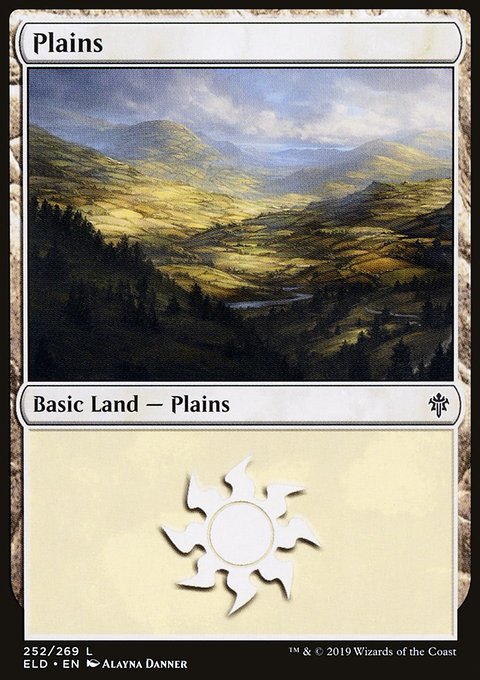 Plains
Basic Land — Plains
252/269 L
ELD • EN Alayna Danner
™ & © 2019 Wizards of the Coast